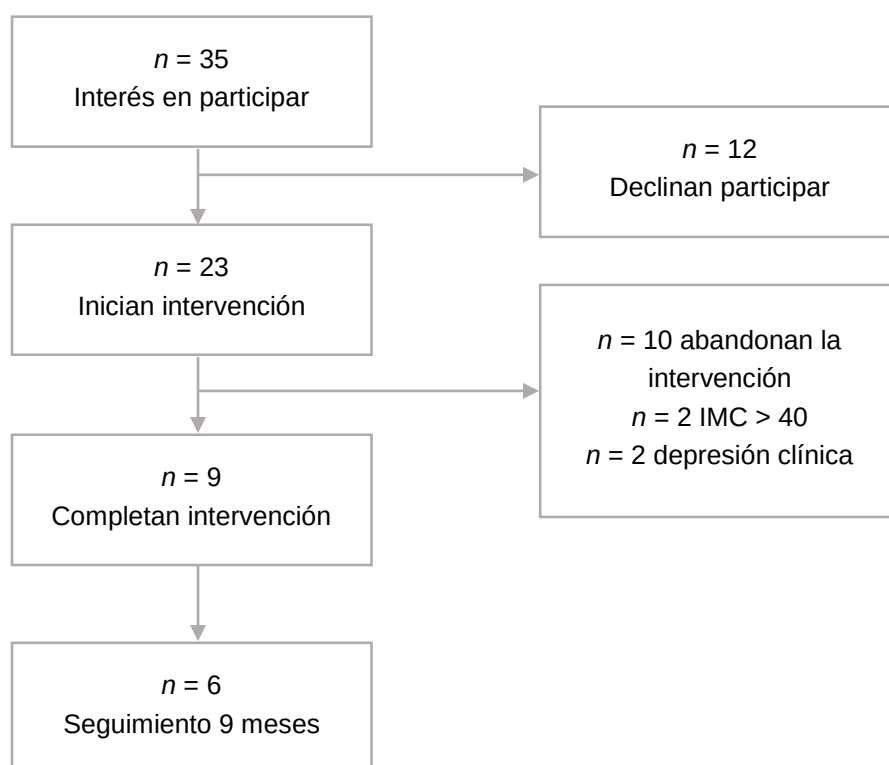 n = 35
Interés en participar
n = 12
Declinan participar
n = 23
Inician intervención
n = 10 abandonan la
intervención
n = 2 IMC > 40
n = 2 depresión clínica
n = 9
Completan intervención
n = 6
Seguimiento 9 meses